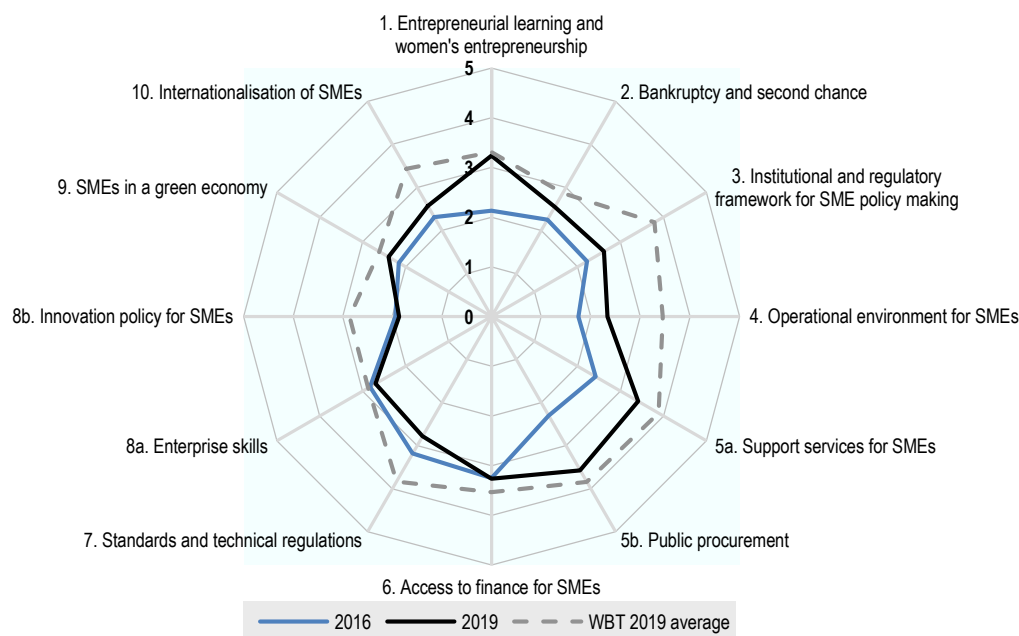 1. Entrepreneurial learning and
women's entrepreneurship
5
10. Internationalisation of SMEs
2. Bankruptcy and second chance
4
3
9. SMEs in a green economy
3. Institutional and regulatory
framework for SME policy making
2
1
8b. Innovation policy for SMEs
0
4. Operational environment for SMEs
8a. Enterprise skills
5a. Support services for SMEs
7. Standards and technical regulations
5b. Public procurement
6. Access to finance for SMEs
2016 2019 WBT 2019 average